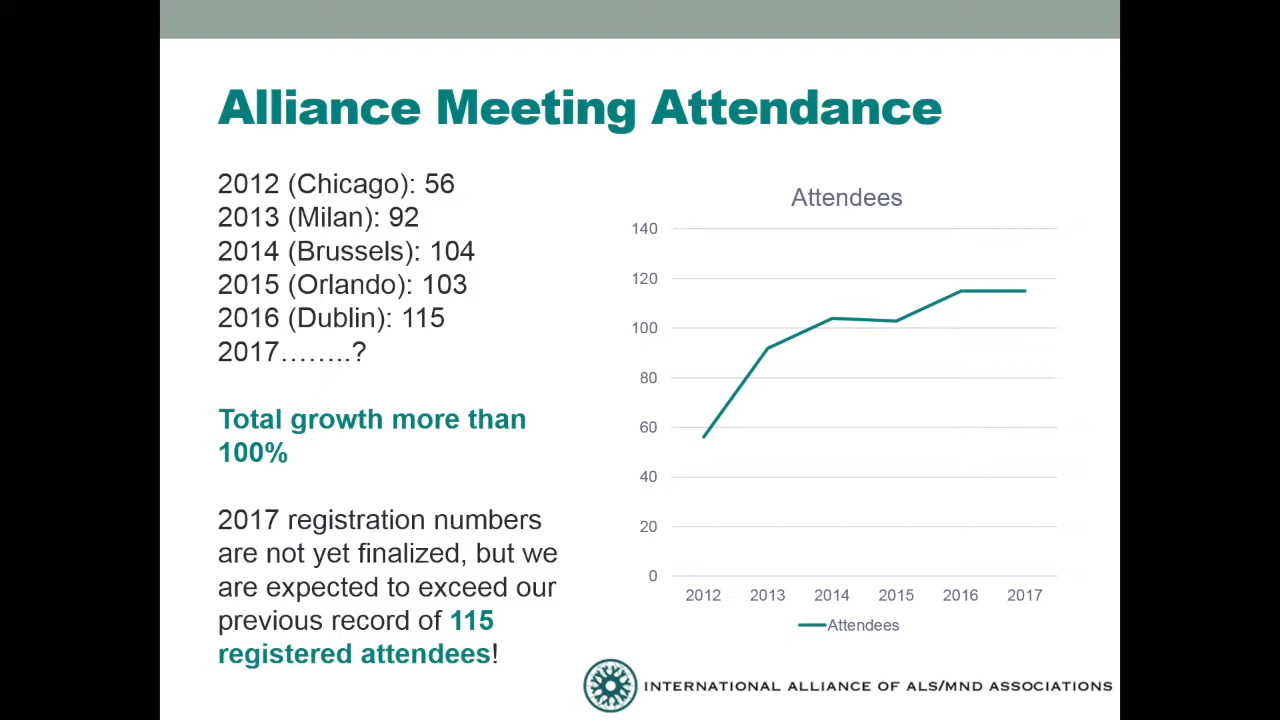 Alliance Meeting Attendance
2012 (Chicago): 56
2013 (Milan): 92
2014 (Brussels): 104
2015 (Orlando): 103
2016 (Dublin): 115
2017……..?
Total growth more than
100%
2017 registration numbers
are not yet finalized, but we
are expected to exceed our
previous record of 115
registered attendees!
Attendees
140
120
100
80
60
40
20
0
2012 2013 2014 2015 2016 2017
Attendees
INTERNATIONAL ALLIANCE OF ALS/MND ASSOCIATIONS